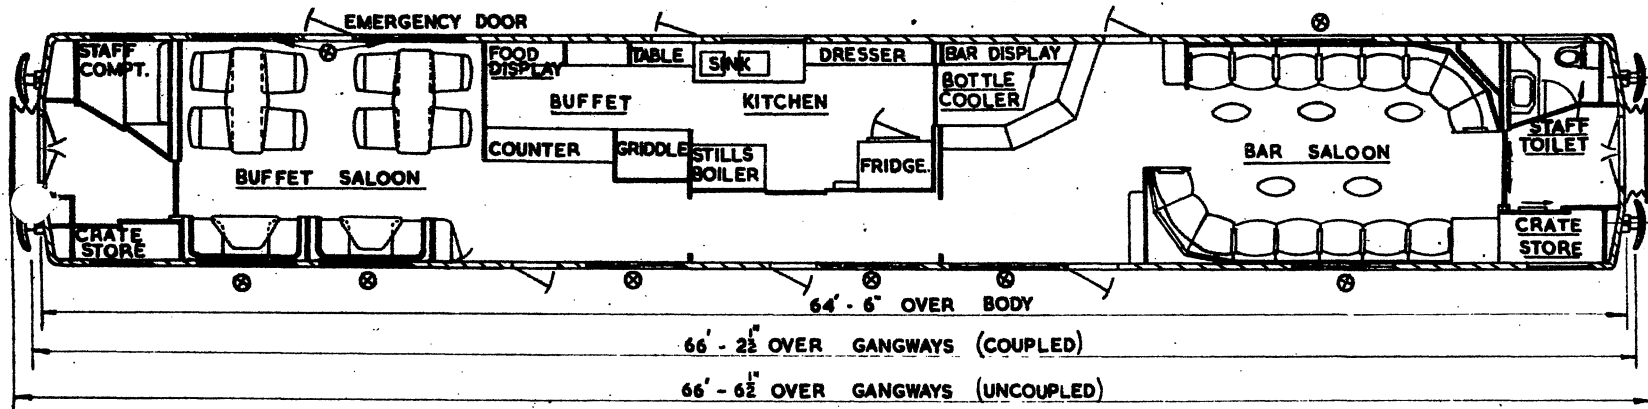 EMERGENCY DOOR
STAFF
COMPT.
FOOD
DISPLAY
TABLE
SINK
DRESSER
BAR DISPLAY
BOTTLE
COOLER
BUFFET
KITCHEN
COUNTER
GRIDDLE
STILLS
BOILER
FRIDGE.
BUFFET SALOON
BAR SALOON
STAFF
TOILET
CRATE
STORE
CRATE
STORE
64' - 6" OVER BODY
66' - 2½" OVER GANGWAYS (COUPLED)
66' - 6½" OVER GANGWAYS (UNCOUPLED)